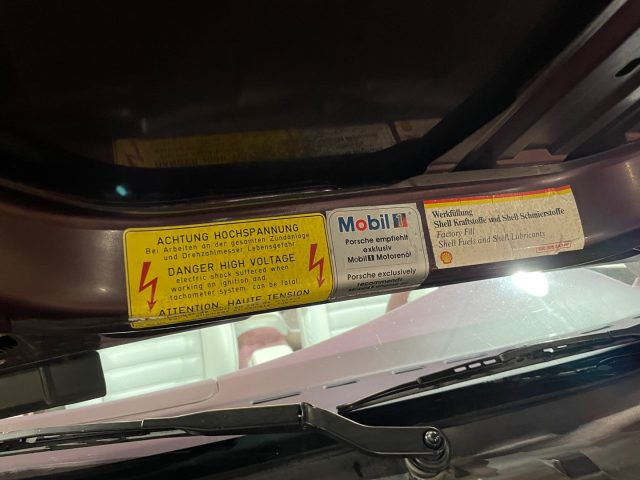 ACHTUNG HOCHSPANNUNG
Bei Arbeiten an der gesamten Zündanlage
und Drehzahlmesser Lebensgefahr
DANGER HIGH VOLTAGE
electric shock suffered when
working on ignition and
tachometer system, can be fatal.
ATTENTION, HAUTE TENSION
Mobil 1
Porsche empfiehlt
exklusiv
Mobil 1 Motorenöl
Porsche exclusively
recommends
Werkfüllung
Shell Kraftstoffe und Shell Schmierstoffe
Factory Fill
Shell Fuels and Shell Lubricants